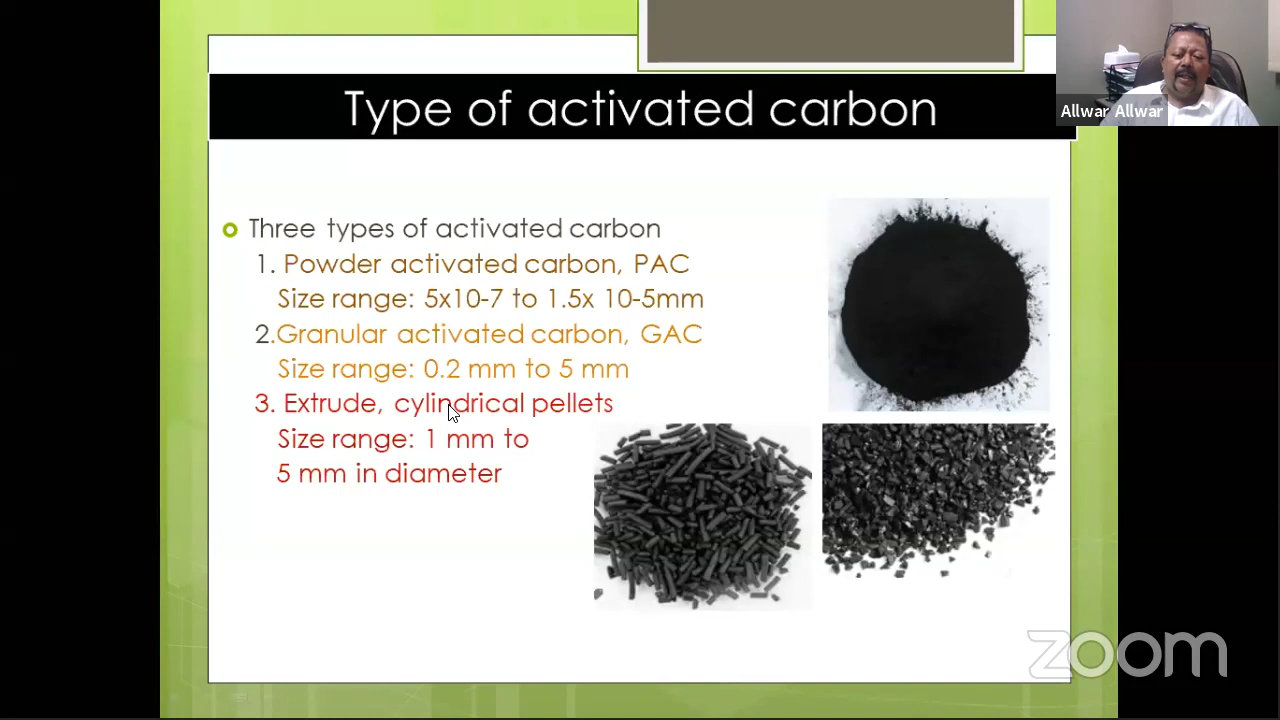 Type of activated carbon
Allwar Allwar
Three types of activated carbon
1. Powder activated carbon, PAC
Size range: 5x10-7 to 1.5x 10-5mm
2.Granular activated carbon, GAC
Size range: 0.2 mm to 5 mm
3. Extrude, cylindrical pellets
Size range: 1 mm to
5 mm in diameter
zoom